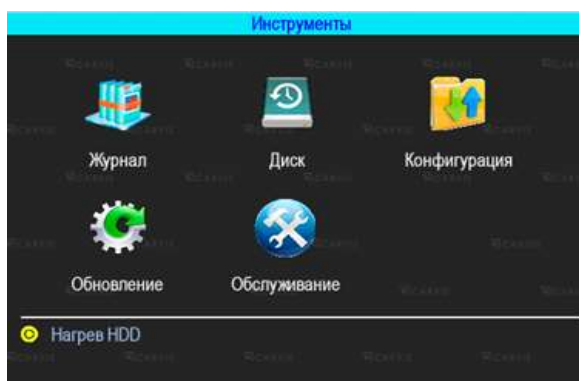 Инструменты
Журнал Диск Конфигурация
Обновление Обслуживание
Нагрев HDD